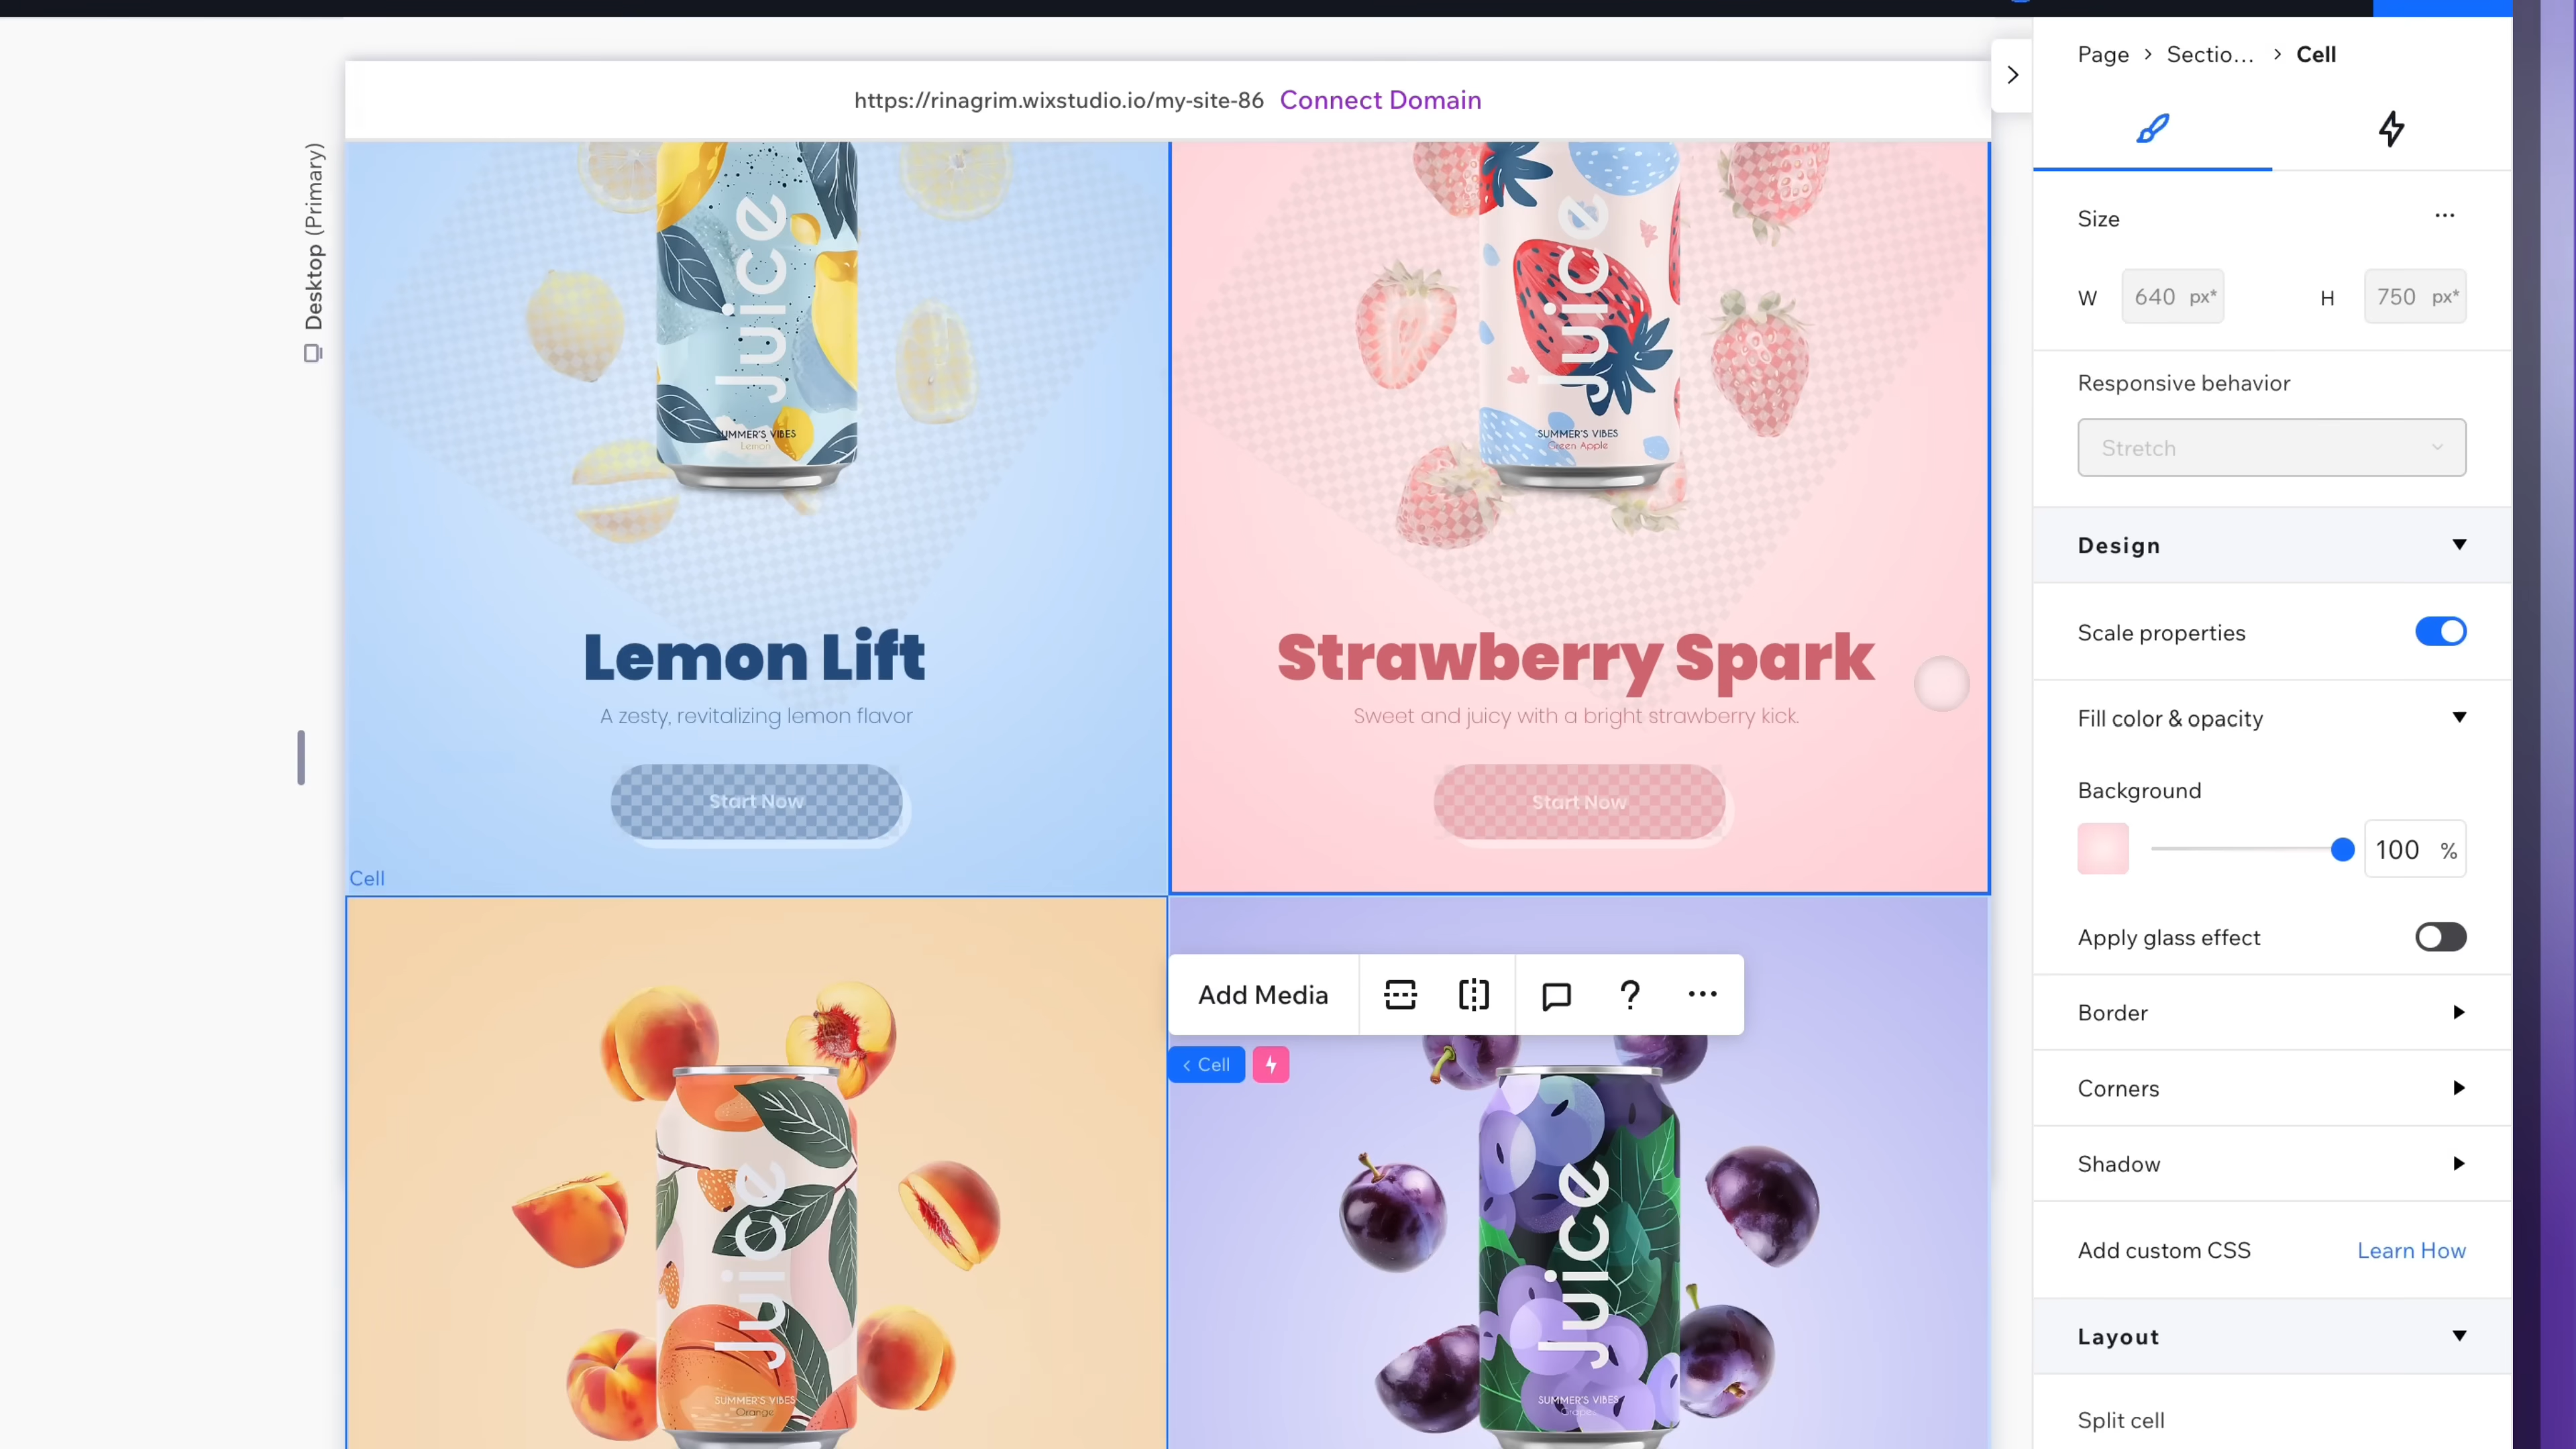 Page > Sectio... > Cell
https://rinagrim.wixstudio.io/my-site-86 Connect Domain
Desktop (Primary)
Size
W 640 px* H 750 px*
Responsive behavior
Stretch
Design
Scale properties
Fill color & opacity
Background
100 %
Apply glass effect
Border
Corners
Shadow
Add custom CSS Learn How
Layout
Split cell
Juice
SUMMER'S VIBES
Lemon
Lemon Lift
A zesty, revitalizing lemon flavor
Start Now
Cell
Juice
SUMMER'S VIBES
Green Apple
Strawberry Spark
Sweet and juicy with a bright strawberry kick.
Start Now
Add Media
?
Cell
Juice
SUMMER'S VIBES
Orange
Juice
SUMMER'S VIBES